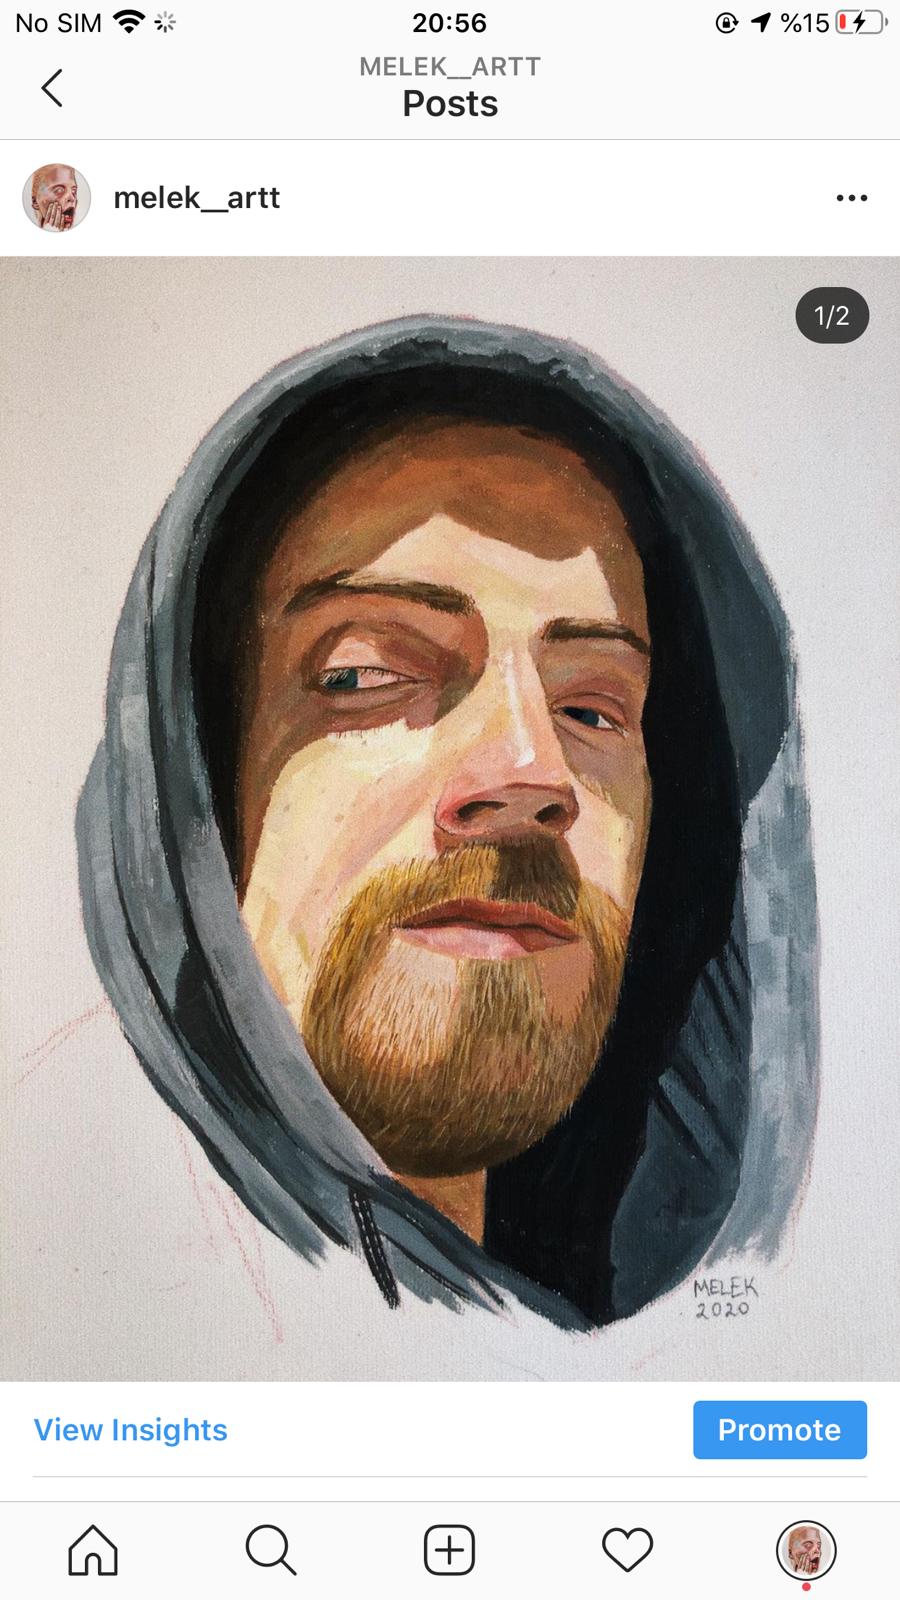 No SIM 20:56 %15
MELEK__ARTT
Posts
melek__artt
1/2
MELEK
2020
View Insights
Promote